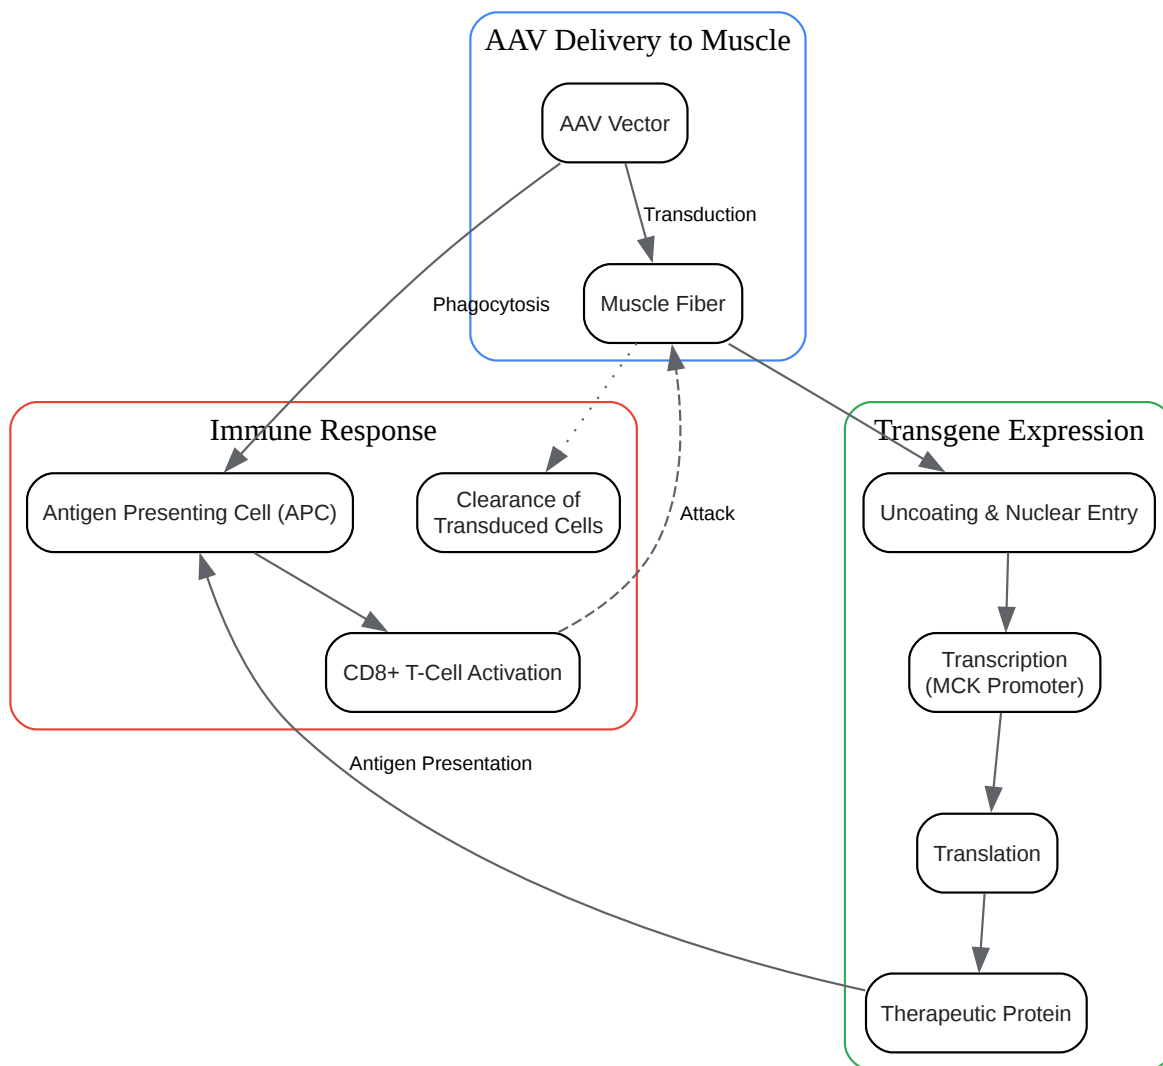 AAV Delivery to Muscle
AAV Vector
Transduction
Muscle Fiber
Phagocytosis
Immune Response
Antigen Presenting Cell (APC)
Clearance of
Transduced Cells
Attack
CD8+ T-Cell Activation
Antigen Presentation
Transgene Expression
Uncoating & Nuclear Entry
Transcription
(MCK Promoter)
Translation
Therapeutic Protein